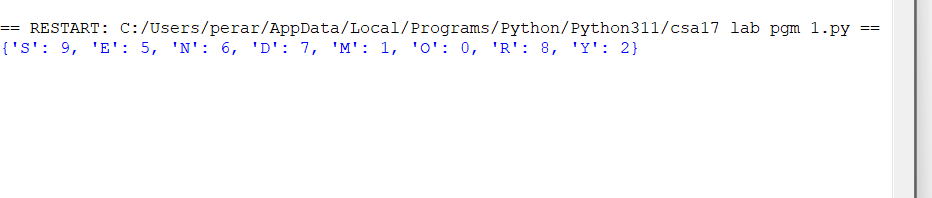 == RESTART: C:/Users/perar/AppData/Local/Programs/Python/Python311/csa17 lab pgm 1.py ==
{'S': 9, 'E': 5, 'N': 6, 'D': 7, 'M': 1, 'O': 0, 'R': 8, 'Y': 2}